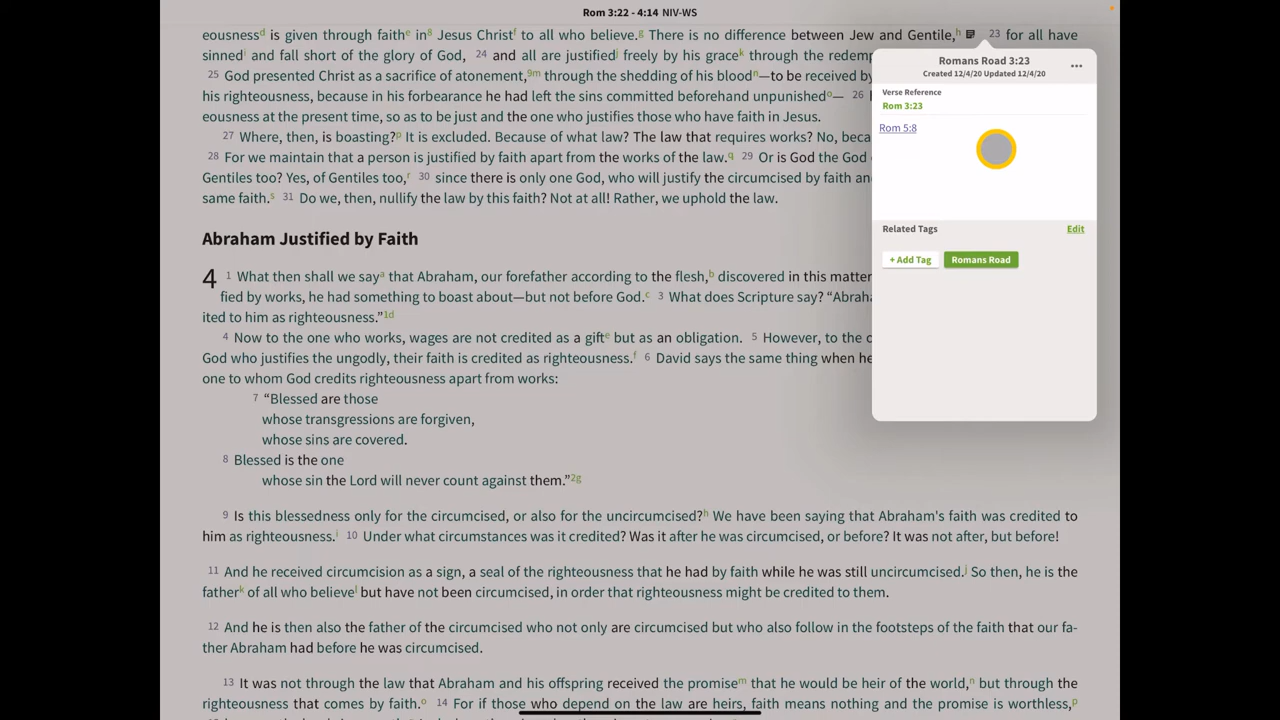 Rom 3:22 - 4:14 NIV-WS
eousnessᵈ is given through faithᵉ inᵍ Jesus Christᶠ to all who believe.ᵍ There is no difference between Jew and Gentile,ʰ 23 for all have
sinnedⁱ and fall short of the glory of God, 24 and all are justifiedʲ freely by his graceᵏ through the redemp
25 God presented Christ as a sacrifice of atonement,⁹ᵐ through the shedding of his bloodⁿ—to be received by
his righteousness, because in his forbearance he had left the sins committed beforehand unpunishedᵒ— 26
eousness at the present time, so as to be just and the one who justifies those who have faith in Jesus.
27 Where, then, is boasting?ᵖ It is excluded. Because of what law? The law that requires works? No, beca
28 For we maintain that a person is justified by faith apart from the works of the law.q 29 Or is God the God
Gentiles too? Yes, of Gentiles too,ʳ 30 since there is only one God, who will justify the circumcised by faith an
same faith.ˢ 31 Do we, then, nullify the law by this faith? Not at all! Rather, we uphold the law.
Abraham Justified by Faith
4 1 What then shall we sayᵃ that Abraham, our forefather according to the flesh,ᵇ discovered in this matter
fied by works, he had something to boast about—but not before God.ᶜ 3 What does Scripture say? “Abrah
ited to him as righteousness.”¹ᵈ
4 Now to the one who works, wages are not credited as a giftᵉ but as an obligation. 5 However, to the o
God who justifies the ungodly, their faith is credited as righteousness.ᶠ 6 David says the same thing when he
one to whom God credits righteousness apart from works:
7 “Blessed are those
whose transgressions are forgiven,
whose sins are covered.
8 Blessed is the one
whose sin the Lord will never count against them.”²ᵍ
9 Is this blessedness only for the circumcised, or also for the uncircumcised?ʰ We have been saying that Abraham's faith was credited to
him as righteousness.ⁱ 10 Under what circumstances was it credited? Was it after he was circumcised, or before? It was not after, but before!
11 And he received circumcision as a sign, a seal of the righteousness that he had by faith while he was still uncircumcised.ʲ So then, he is the
fatherᵏ of all who believeˡ but have not been circumcised, in order that righteousness might be credited to them.
12 And he is then also the father of the circumcised who not only are circumcised but who also follow in the footsteps of the faith that our fa-
ther Abraham had before he was circumcised.
13 It was not through the law that Abraham and his offspring received the promiseᵐ that he would be heir of the world,ⁿ but through the
righteousness that comes by faith.ᵒ 14 For if those who depend on the law are heirs, faith means nothing and the promise is worthless,ᵖ
Romans Road 3:23
Created 12/4/20 Updated 12/4/20
Verse Reference
Rom 3:23
Rom 5:8
Related Tags
Edit
+ Add Tag
Romans Road